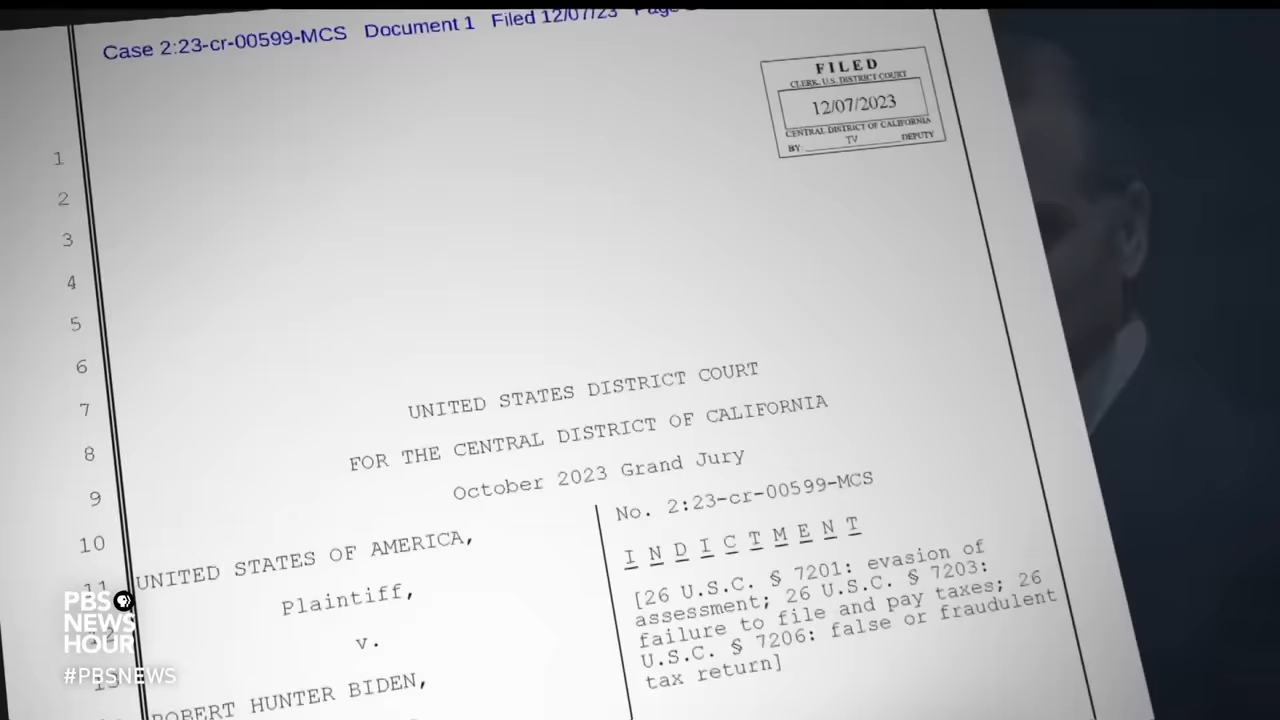 Case 2:23-cr-00599-MCS Document 1 Filed 12/07/23 Page
FILED
CLERK, U.S. DISTRICT COURT
12/07/2023
CENTRAL DISTRICT OF CALIFORNIA
BY: TV DEPUTY
1
2
3
4
5
6
7
8
9
10
11
12
13
UNITED STATES DISTRICT COURT
FOR THE CENTRAL DISTRICT OF CALIFORNIA
October 2023 Grand Jury
UNITED STATES OF AMERICA,
Plaintiff,
v.
ROBERT HUNTER BIDEN,
No. 2:23-cr-00599-MCS
I N D I C T M E N T
[26 U.S.C. § 7201: evasion of
assessment; 26 U.S.C. § 7203:
failure to file and pay taxes; 26
U.S.C. § 7206: false or fraudulent
tax return]
PBS
NEWS
HOUR
#PBSNEWS